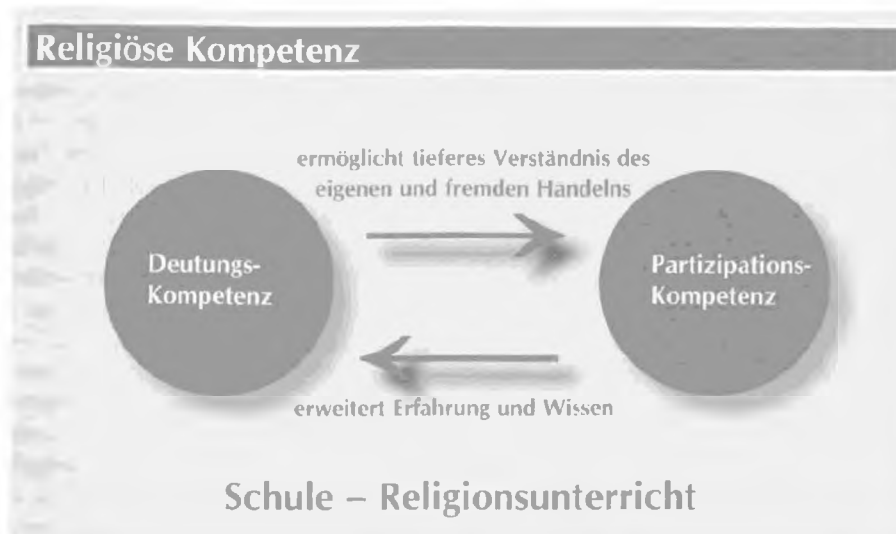 Religiöse Kompetenz
ermöglicht tieferes Verständnis des
eigenen und fremden Handelns
Deutungs-
Kompetenz
Partizipations-
Kompetenz
erweitert Erfahrung und Wissen
Schule – Religionsunterricht